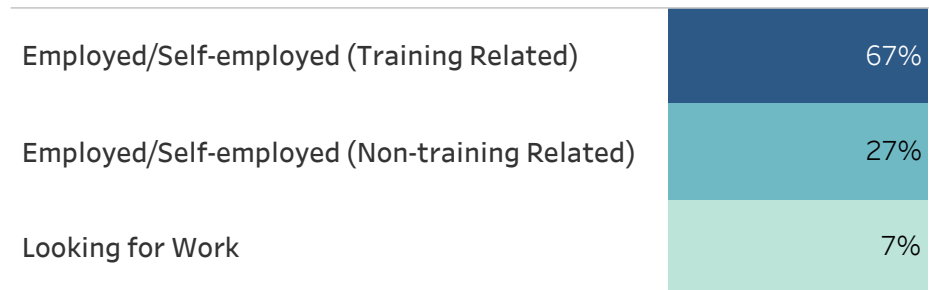 Employed/Self-employed (Training Related) 67%
Employed/Self-employed (Non-training Related) 27%
Looking for Work 7%